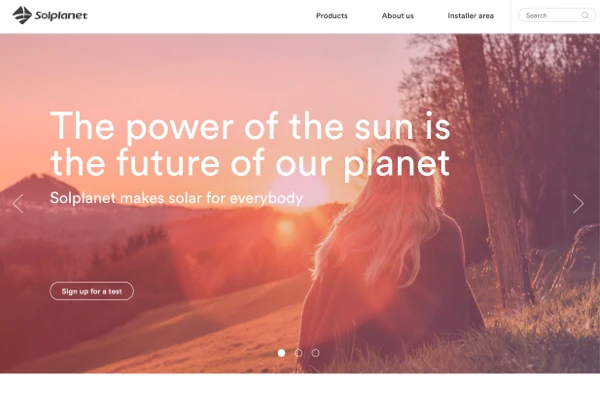 Solplanet
Products
About us
Installer area
Search
The power of the sun is
the future of our planet
Solplanet makes solar for everybody
Sign up for a test